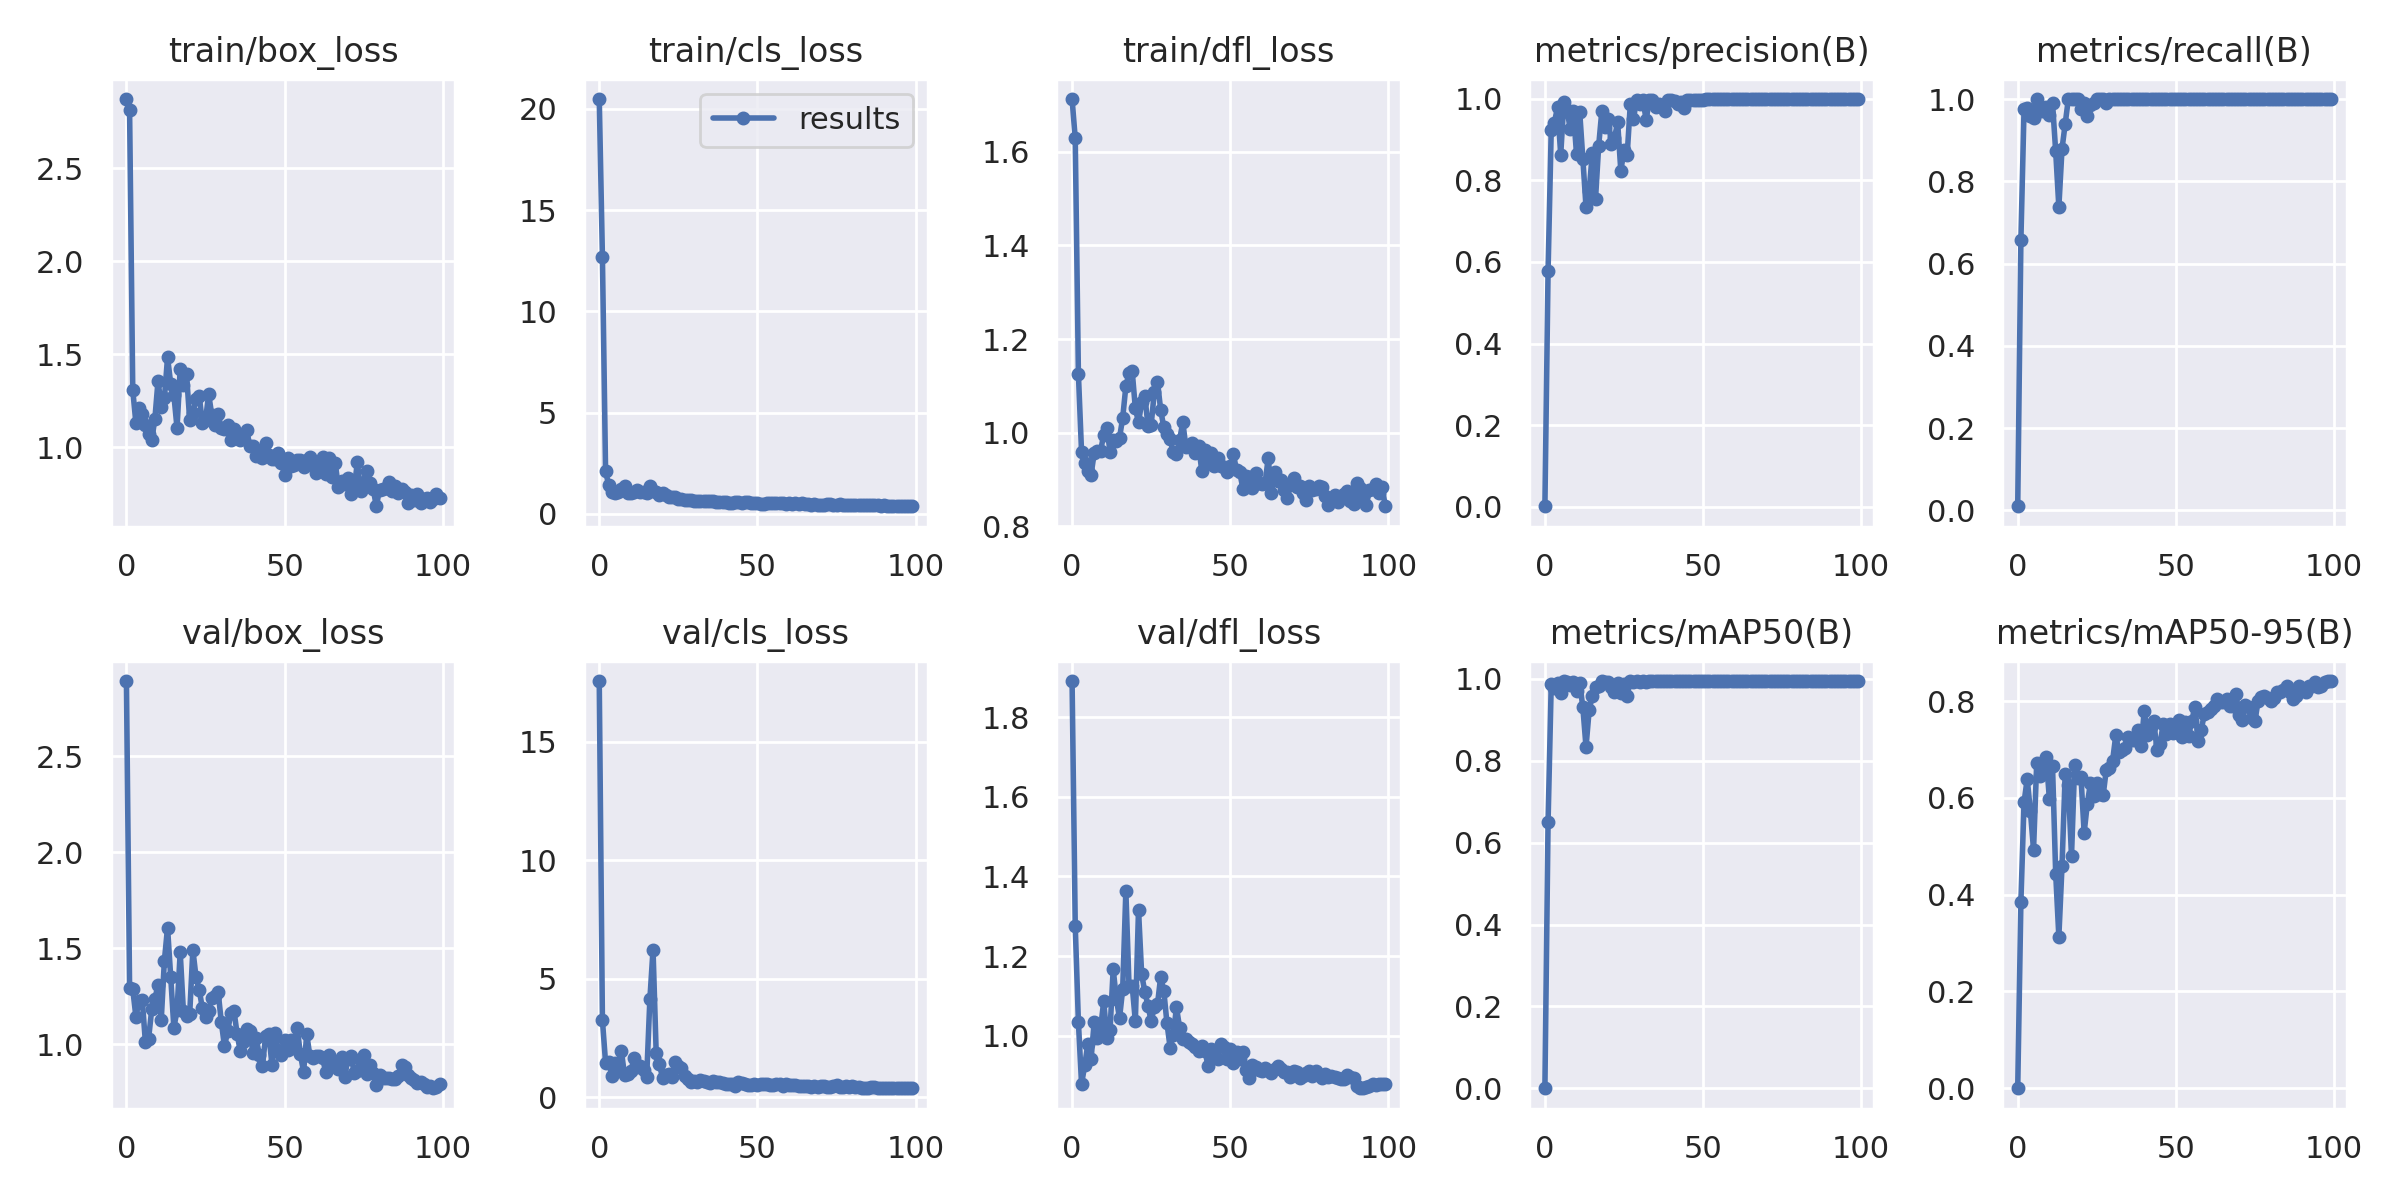 train/box_loss
2.5
2.0
1.5
1.0
0 50 100
train/cls_loss
results
20
15
10
5
0
0 50 100
train/dfl_loss
1.6
1.4
1.2
1.0
0.8
0 50 100
metrics/precision(B)
1.0
0.8
0.6
0.4
0.2
0.0
0 50 100
metrics/recall(B)
1.0
0.8
0.6
0.4
0.2
0.0
0 50 100
val/box_loss
2.5
2.0
1.5
1.0
0 50 100
val/cls_loss
15
10
5
0
0 50 100
val/dfl_loss
1.8
1.6
1.4
1.2
1.0
0 50 100
metrics/mAP50(B)
1.0
0.8
0.6
0.4
0.2
0.0
0 50 100
metrics/mAP50-95(B)
0.8
0.6
0.4
0.2
0.0
0 50 100